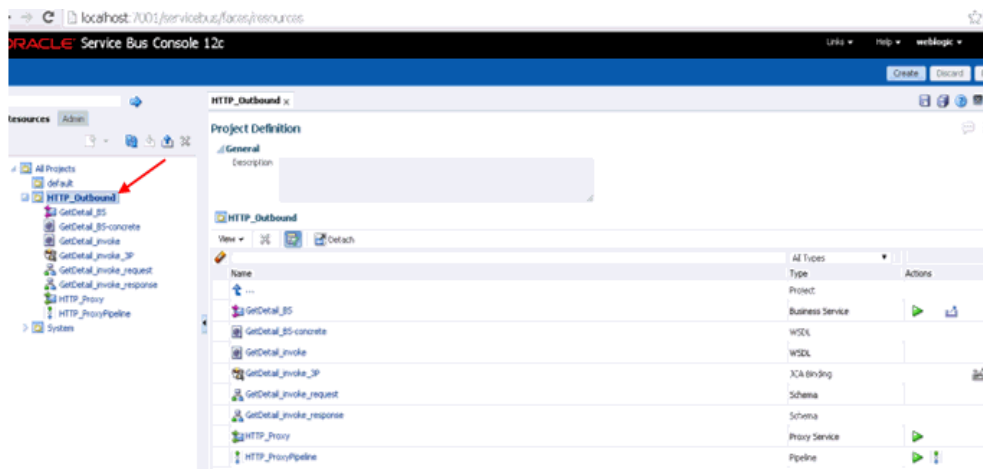 localhost:7001/servicebus/faces/resources
ORACLE Service Bus Console 12c
Links
Help
weblogic
Create
Discard
HTTP_Outbound x
Resources
Admin
Project Definition
General
Description
All Projects
default
HTTP_Outbound
GetDetail_BS
GetDetail_BS-concrete
GetDetail_invoke
GetDetail_invoke_3P
GetDetail_invoke_request
GetDetail_invoke_response
HTTP_Proxy
HTTP_ProxyPipeline
System
HTTP_Outbound
View
Detach
All Types
Name Type Actions
... Project
GetDetail_BS Business Service
GetDetail_BS-concrete WSDL
GetDetail_invoke WSDL
GetDetail_invoke_3P JCA Binding
GetDetail_invoke_request Schema
GetDetail_invoke_response Schema
HTTP_Proxy Proxy Service
HTTP_ProxyPipeline Pipeline